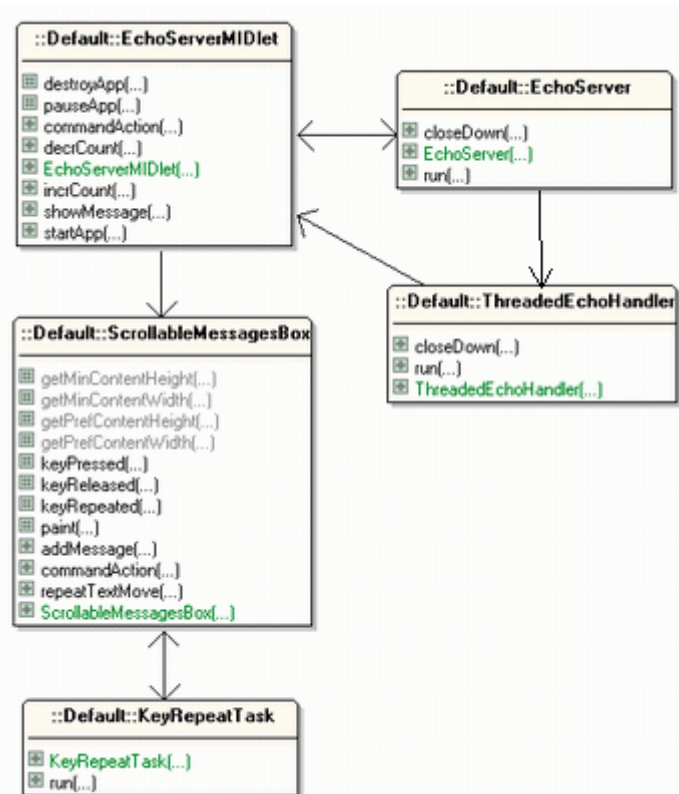 ::Default::EchoServerMIDlet
destroyApp(...)
pauseApp(...)
commandAction(...)
decrCount(...)
EchoServerMIDlet(...)
incrCount(...)
showMessage(...)
startApp(...)
::Default::EchoServer
closeDown(...)
EchoServer(...)
run(...)
::Default::ThreadedEchoHandler
closeDown(...)
run(...)
ThreadedEchoHandler(...)
::Default::ScrollableMessagesBox
getMinContentHeight(...)
getMinContentWidth(...)
getPrefContentHeight(...)
getPrefContentWidth(...)
keyPressed(...)
keyReleased(...)
keyRepeated(...)
paint(...)
addMessage(...)
commandAction(...)
repeatTextMove(...)
ScrollableMessagesBox(...)
::Default::KeyRepeatTask
KeyRepeatTask(...)
run(...)